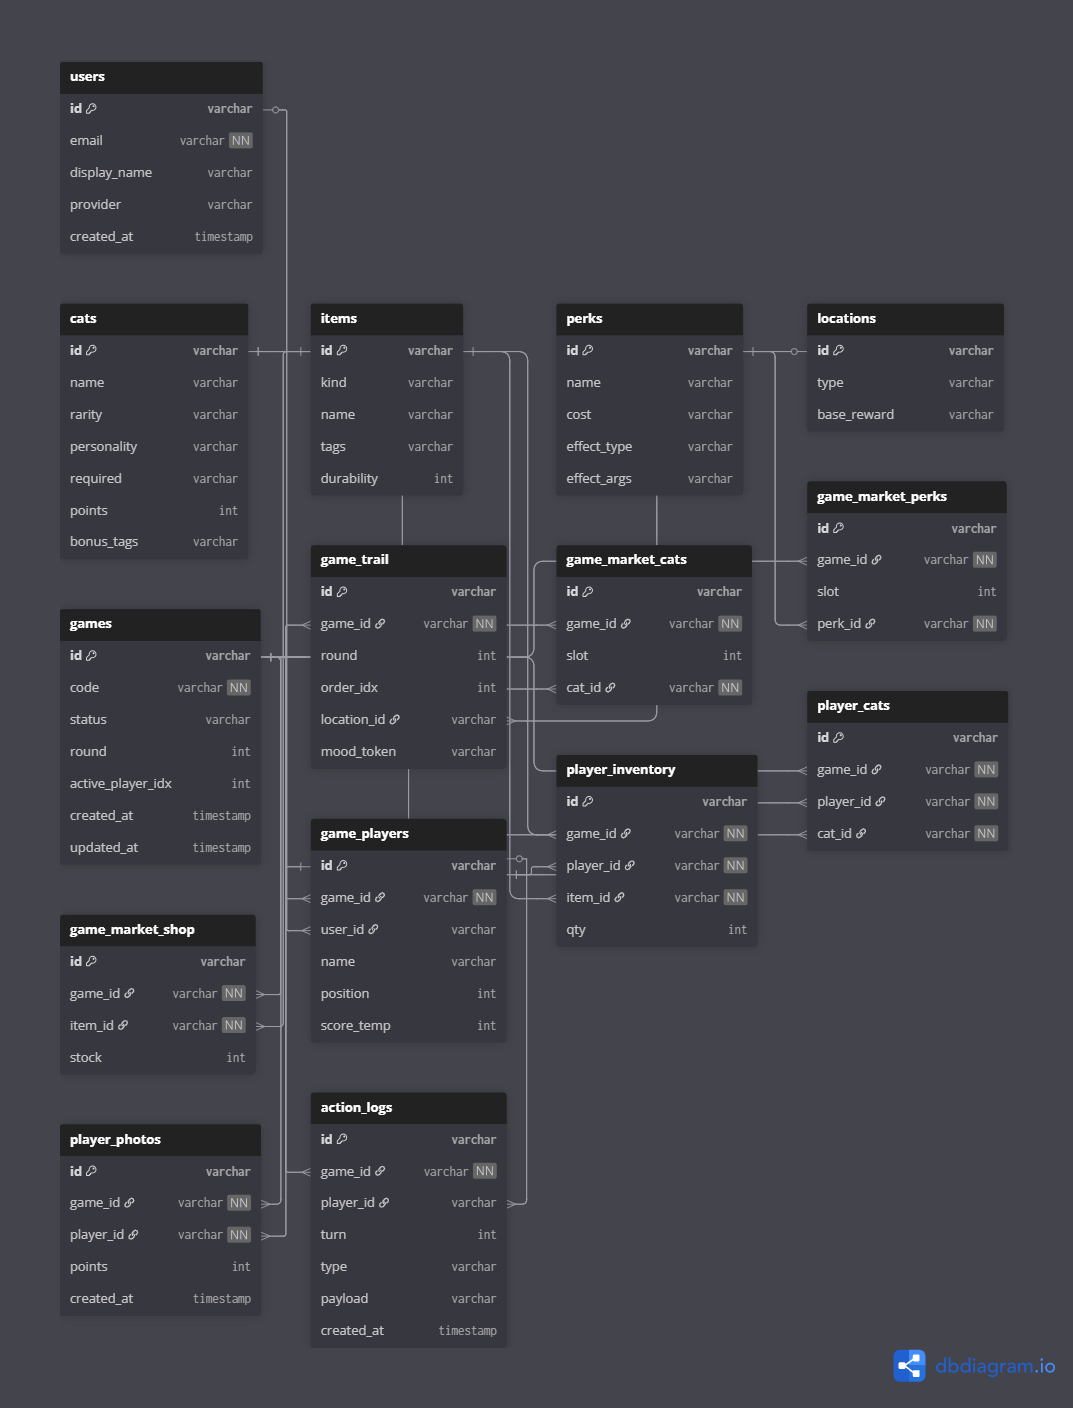 users
id varchar
email varchar NN
display_name varchar
provider varchar
created_at timestamp
cats
id varchar
name varchar
rarity varchar
personality varchar
required varchar
points int
bonus_tags varchar
items
id varchar
kind varchar
name varchar
tags varchar
durability int
perks
id varchar
name varchar
cost varchar
effect_type varchar
effect_args varchar
locations
id varchar
type varchar
base_reward varchar
game_market_perks
id varchar
game_id varchar NN
slot int
perk_id varchar NN
game_trail
id varchar
game_id varchar NN
round int
order_idx int
location_id varchar
mood_token varchar
game_market_cats
id varchar
game_id varchar NN
slot int
cat_id varchar NN
games
id varchar
code varchar NN
status varchar
round int
active_player_idx int
created_at timestamp
updated_at timestamp
player_cats
id varchar
game_id varchar NN
player_id varchar NN
cat_id varchar NN
player_inventory
id varchar
game_id varchar NN
player_id varchar NN
item_id varchar NN
qty int
game_players
id varchar
game_id varchar NN
user_id varchar
name varchar
position int
score_temp int
game_market_shop
id varchar
game_id varchar NN
item_id varchar NN
stock int
player_photos
id varchar
game_id varchar NN
player_id varchar NN
points int
created_at timestamp
action_logs
id varchar
game_id varchar NN
player_id varchar
turn int
type varchar
payload varchar
created_at timestamp
dbdiagram.io